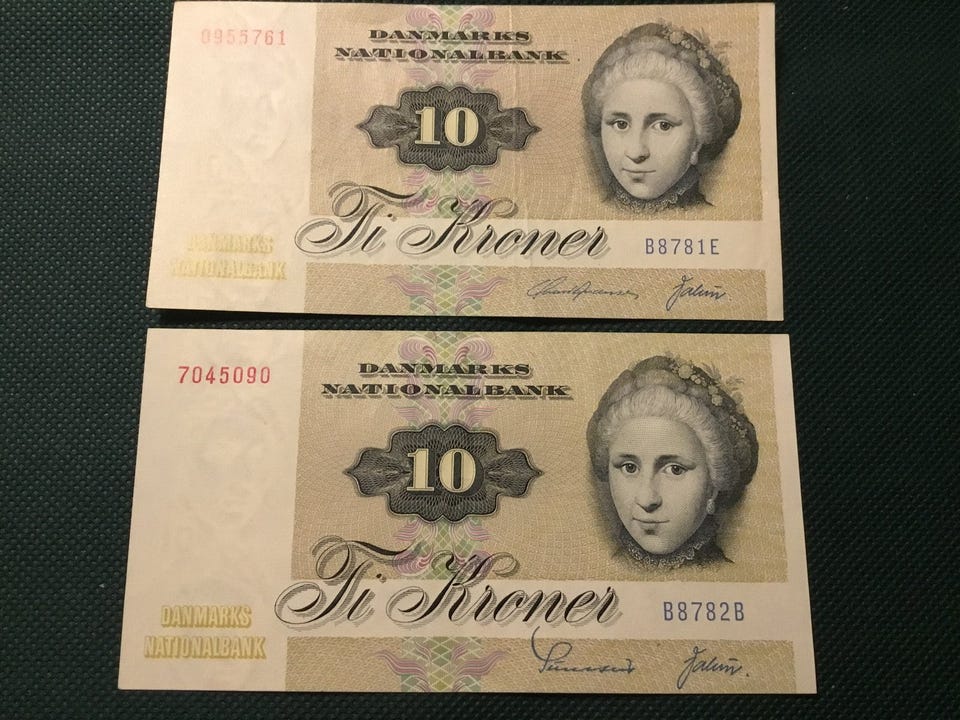 0955761
DANMARKS
NATIONALBANK
10
Ti Kroner
B8781E
DANMARKS
NATIONALBANK
7045090
DANMARKS
NATIONALBANK
10
Ti Kroner
B8782B
DANMARKS
NATIONALBANK